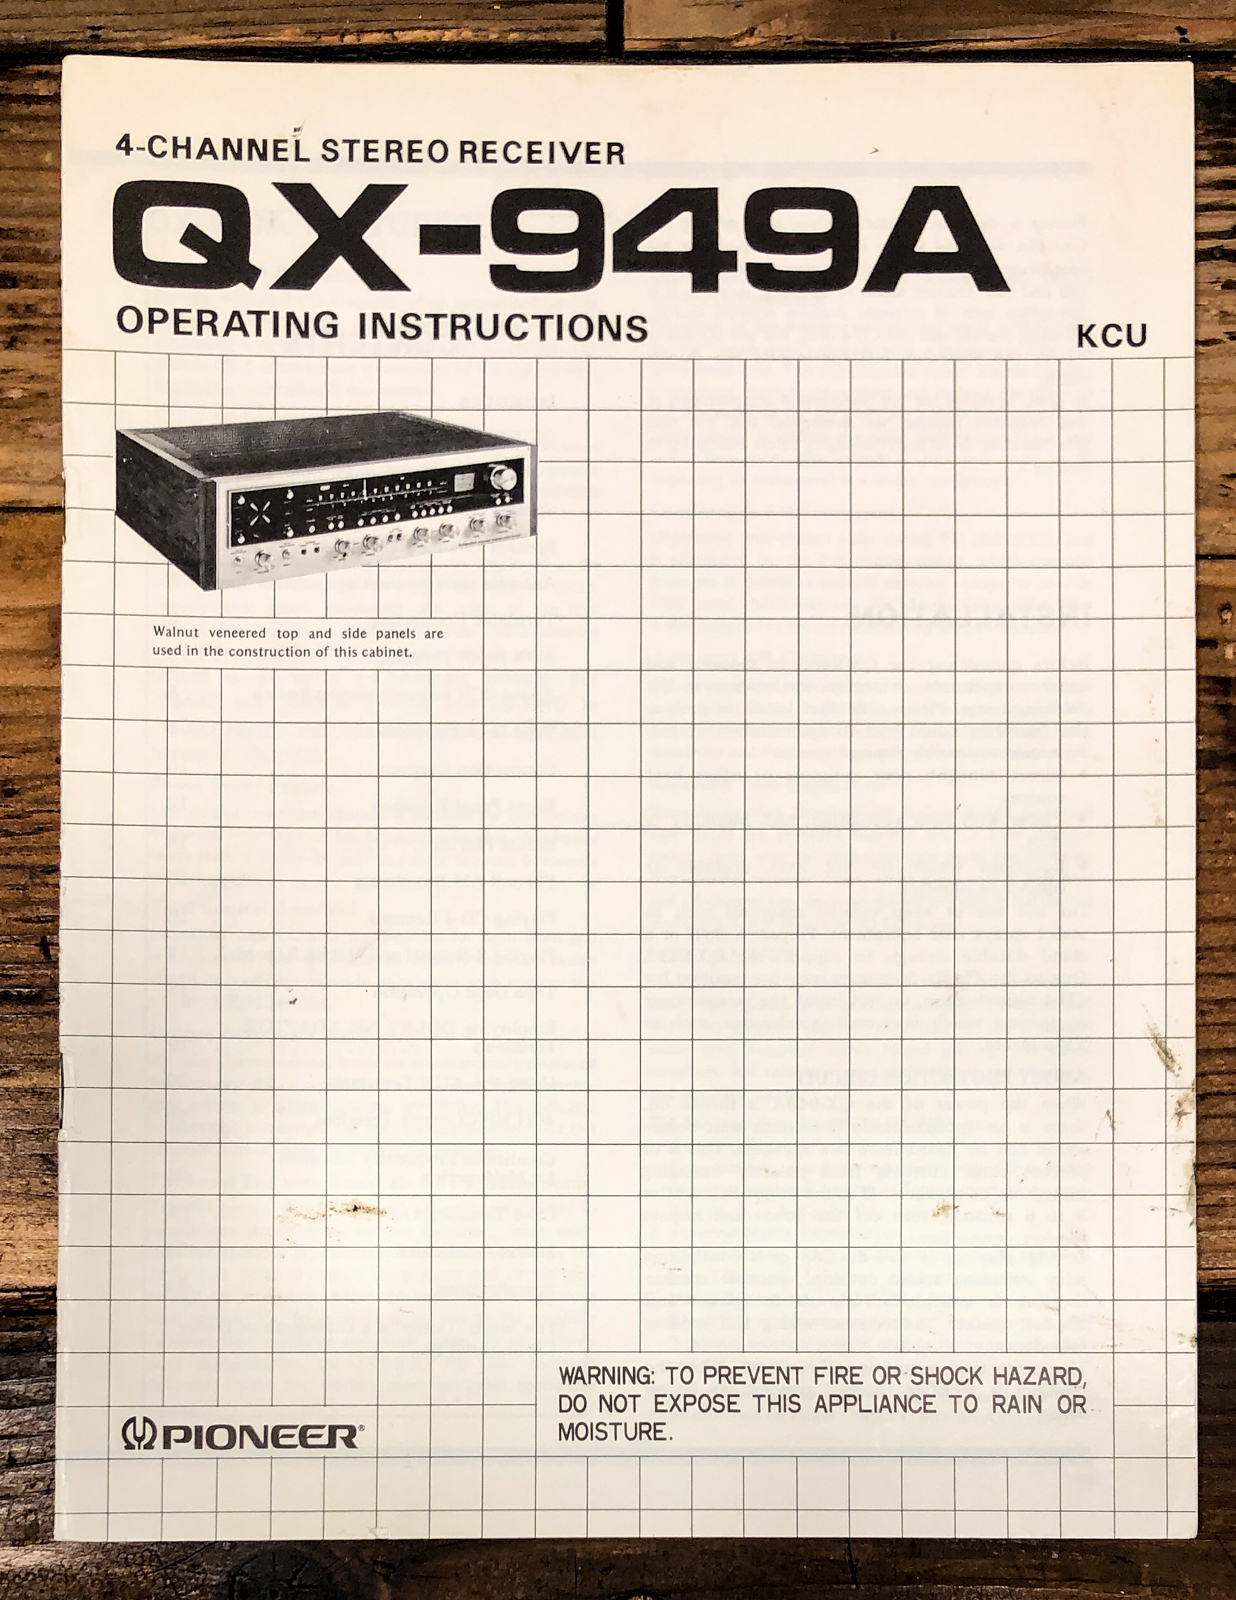 4-CHANNEL STEREO RECEIVER
QX-949A
OPERATING INSTRUCTIONS
KCU
Walnut veneered top and side panels are
used in the construction of this cabinet.
WARNING: TO PREVENT FIRE OR SHOCK HAZARD,
DO NOT EXPOSE THIS APPLIANCE TO RAIN OR
MOISTURE.
PIONEER®
INSTALLATION